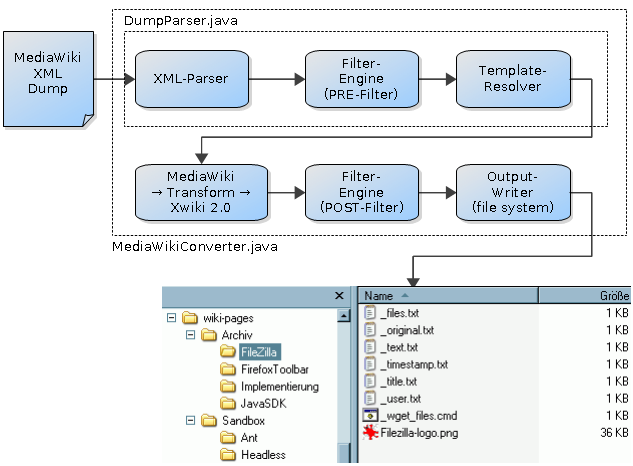 DumpParser.java
MediaWiki
XML
Dump
XML-Parser
Filter-
Engine
(PRE-Filter)
Template-
Resolver
MediaWiki
→ Transform →
Xwiki 2.0
Filter-
Engine
(POST-Filter)
Output-
Writer
(file system)
MediaWikiConverter.java
wiki-pages
Archiv
FileZilla
FirefoxToolbar
Implementierung
JavaSDK
Sandbox
Ant
Headless
Name Größe
_files.txt 1 KB
_original.txt 1 KB
_text.txt 1 KB
_timestamp.txt 1 KB
_title.txt 1 KB
_user.txt 1 KB
_wget_files.cmd 1 KB
Filezilla-logo.png 36 KB